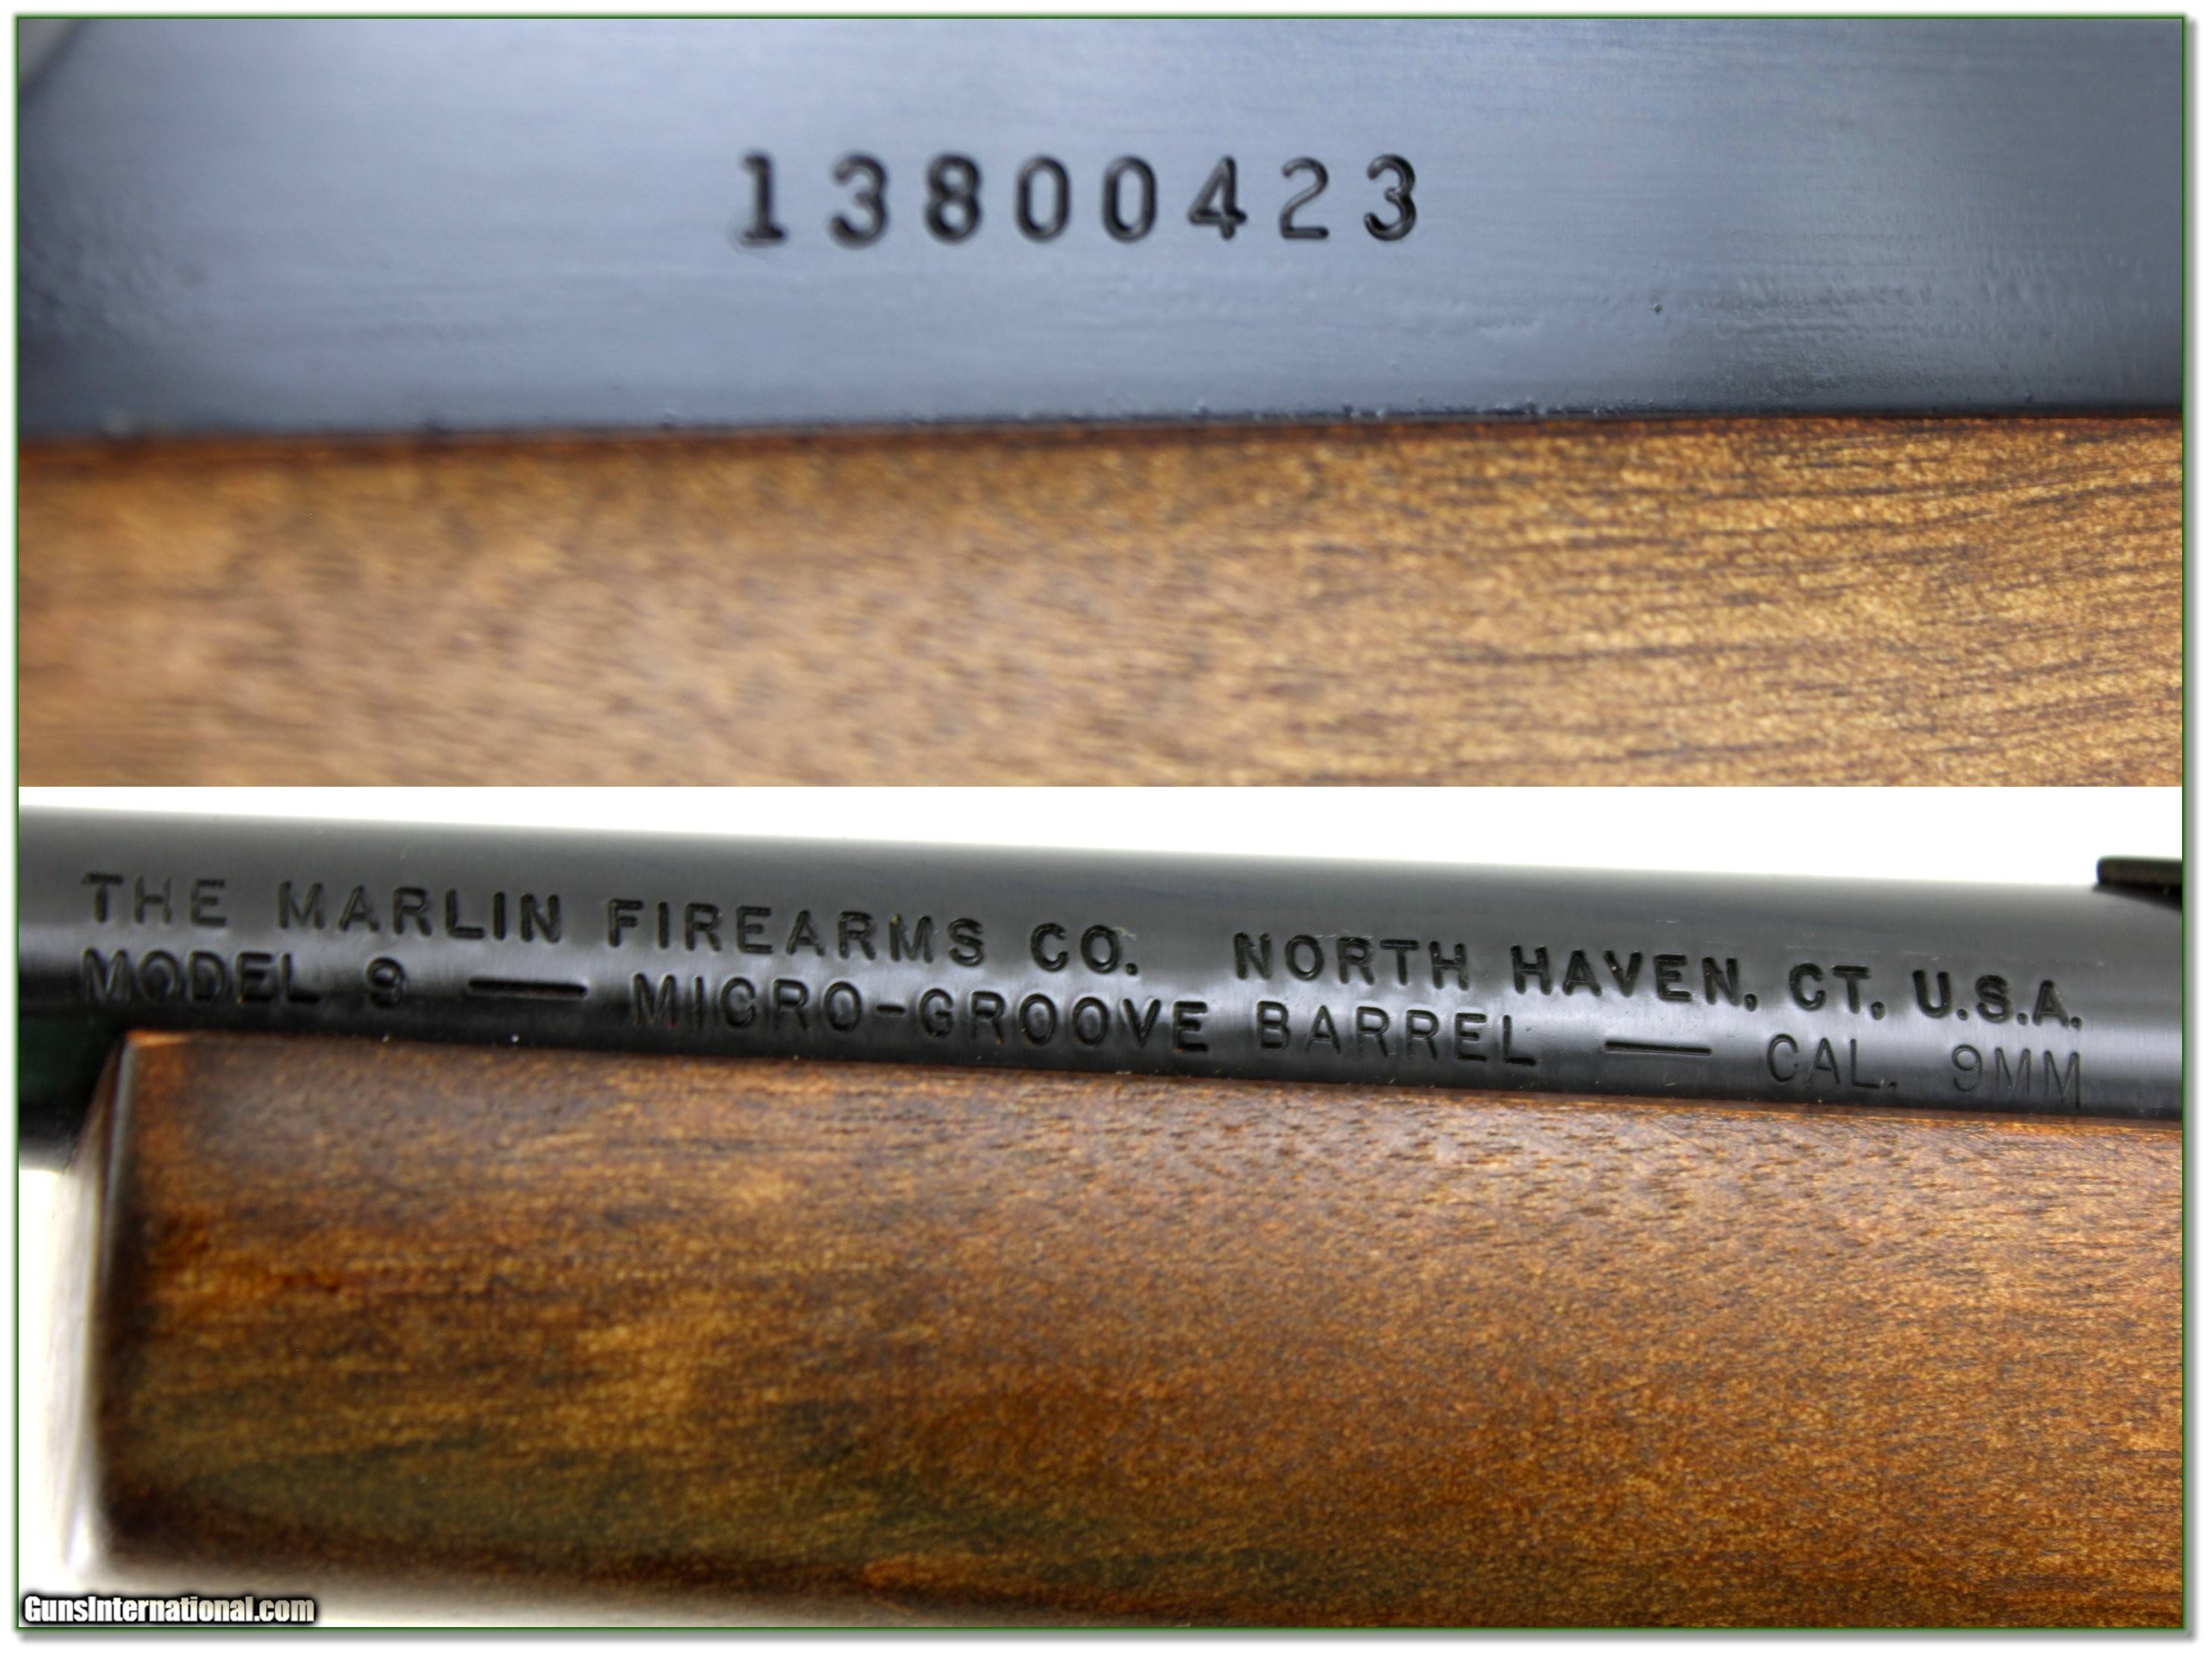 13800423
THE MARLIN FIREARMS CO. NORTH HAVEN, CT. U.S.A.
MODEL 9 — MICRO-GROOVE BARREL — CAL. 9MM
GunsInternational.com